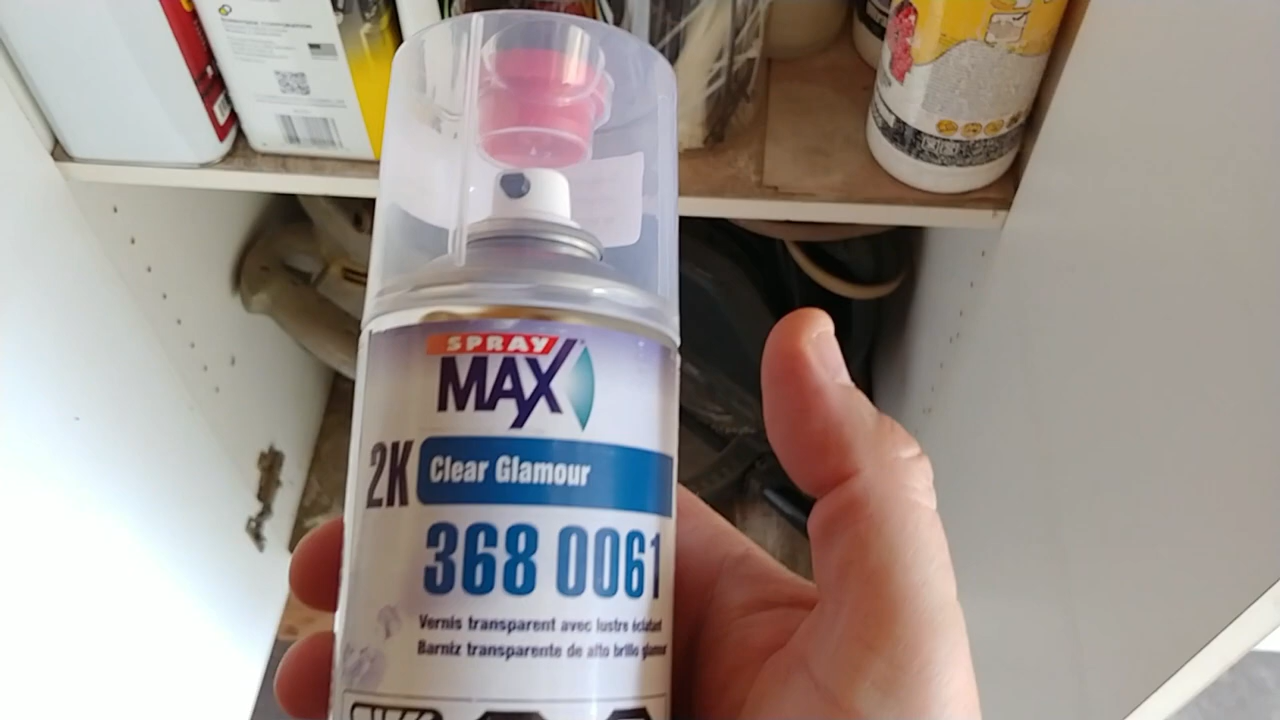 SPRAY
MAX
2K Clear Glamour
368 0061
Vernis transparent avec lustre éclatant
Barniz transparente de alto brillo glamour